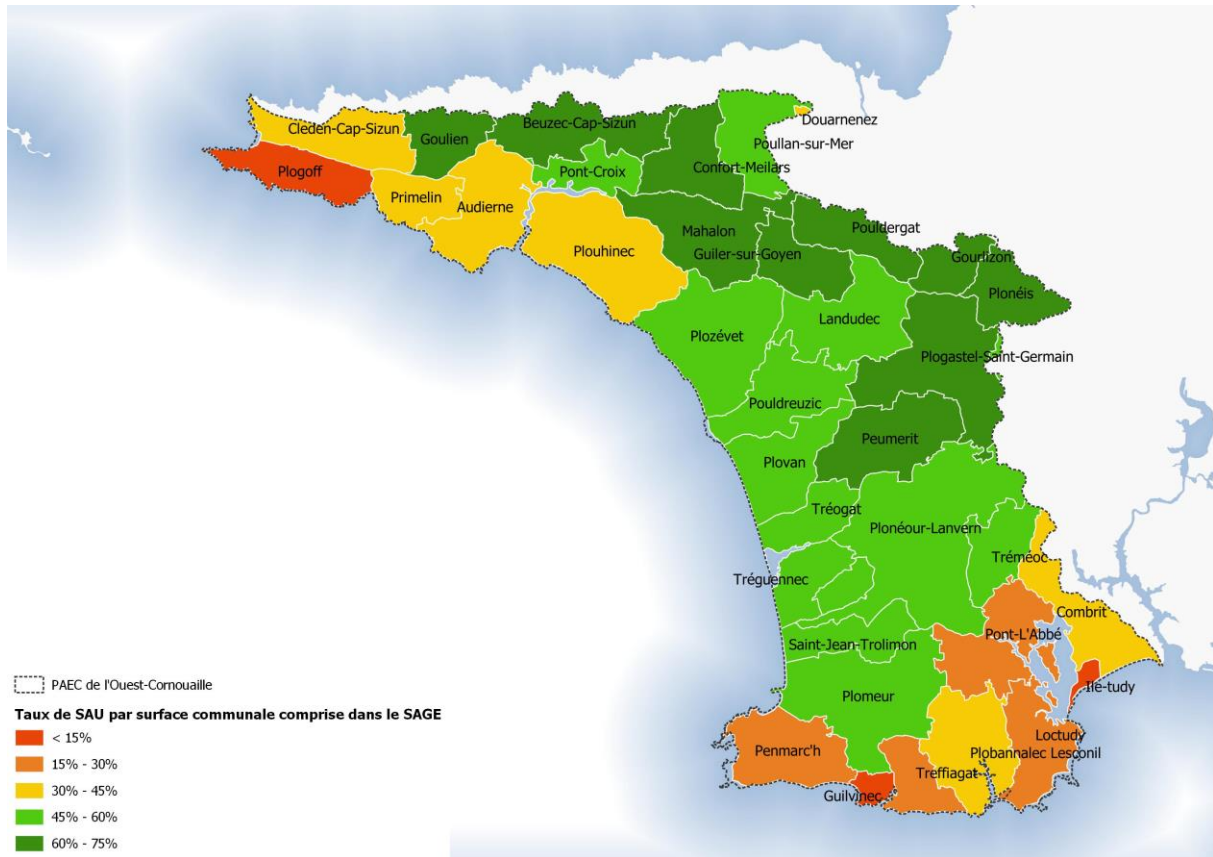 Cleden-Cap-Sizun
Goulien
Beuzec-Cap-Sizun
Douarnenez
Poullan-sur-Mer
Plogoff
Pont-Croix
Confort-Meilars
Primelin
Audierne
Plouhinec
Mahalon
Pouldergat
Guiler-sur-Goyen
Gourlizon
Plonéis
Landudec
Plozévet
Plogastel-Saint-Germain
Pouldreuzic
Peumerit
Plovan
Tréogat
Plonéour-Lanvern
Tréméoc
Tréguennec
Combrit
Pont-L'Abbé
Saint-Jean-Trolimon
Ile-tudy
Plomeur
Loctudy
Penmarc'h
Plobannalec Lesconil
Treffiagat
Guilvinec
PAEC de l'Ouest-Cornouaille
Taux de SAU par surface communale comprise dans le SAGE
< 15%
15% - 30%
30% - 45%
45% - 60%
60% - 75%